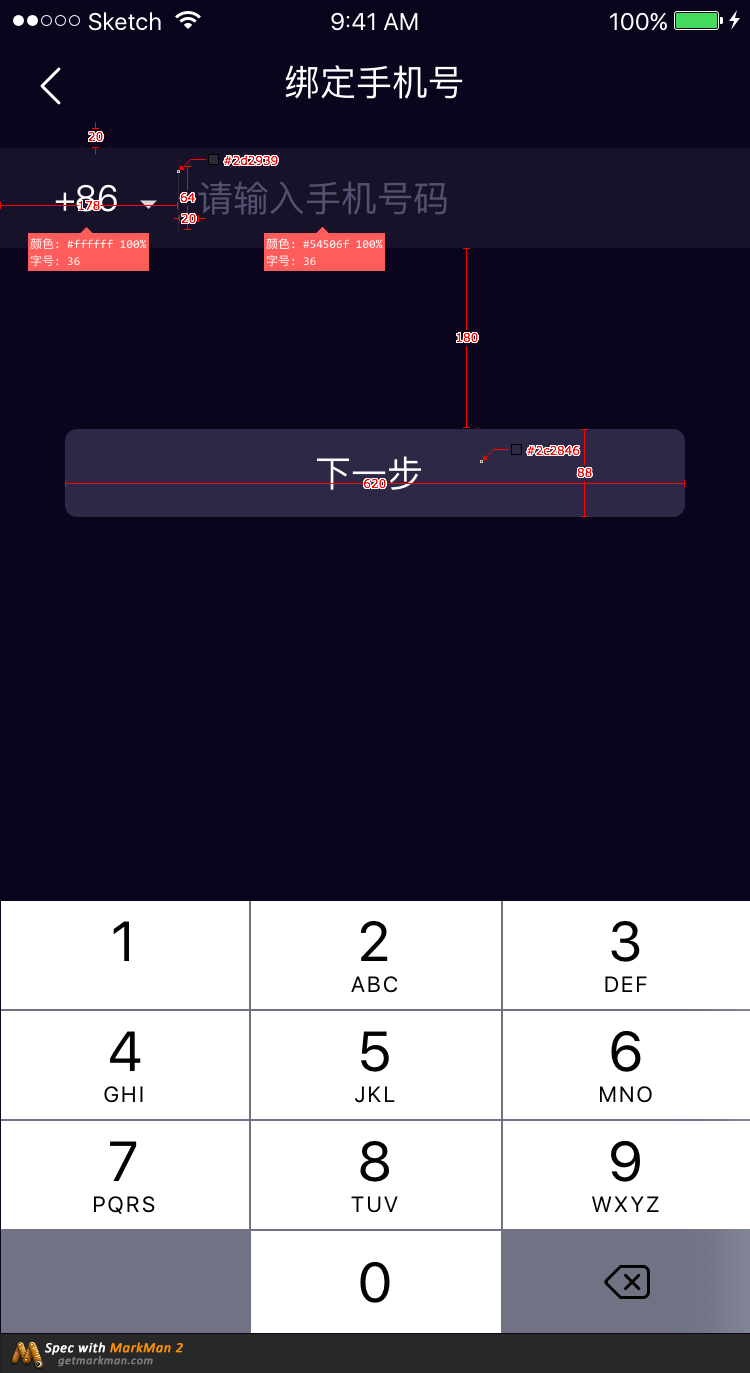 Sketch 9:41 AM 100%
绑定手机号
20
#2d2939
+86 请输入手机号码
178 64
20
颜色: #ffffff 100% 颜色: #54506f 100%
字号: 36 字号: 36
180
#2c2846
下一步
620 88
1 2 3
ABC DEF
4 5 6
GHI JKL MNO
7 8 9
PQRS TUV WXYZ
0
Spec with MarkMan 2
getmarkman.com